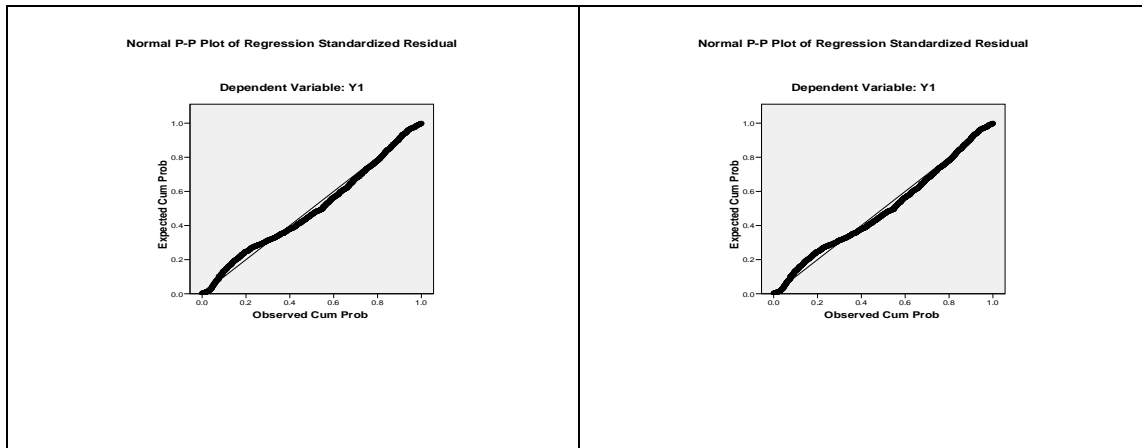 Normal P-P Plot of Regression Standardized Residual
Dependent Variable: Y1
Expected Cum Prob
1.0
0.8
0.6
0.4
0.2
0.0
0.0 0.2 0.4 0.6 0.8 1.0
Observed Cum Prob
Normal P-P Plot of Regression Standardized Residual
Dependent Variable: Y1
Expected Cum Prob
1.0
0.8
0.6
0.4
0.2
0.0
0.0 0.2 0.4 0.6 0.8 1.0
Observed Cum Prob